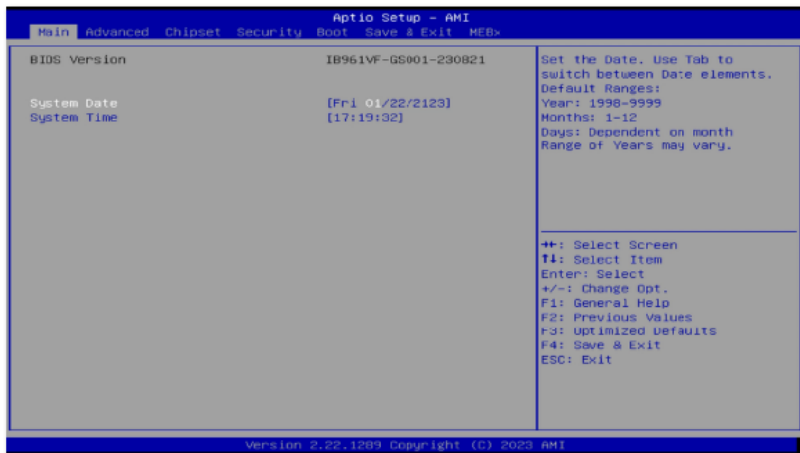 Aptio Setup – AMI
Main Advanced Chipset Security Boot Save & Exit MEBx
BIOS Version IB961VF-GS001-230821
System Date [Fri 01/22/2123]
System Time [17:19:32]
Set the Date. Use Tab to
switch between Date elements.
Default Ranges:
Year: 1998-9999
Months: 1-12
Days: Dependent on month
Range of Years may vary.
→←: Select Screen
↑↓: Select Item
Enter: Select
+/-: Change Opt.
F1: General Help
F2: Previous Values
F3: Optimized Defaults
F4: Save & Exit
ESC: Exit
Version 2.22.1289 Copyright (C) 2023 AMI